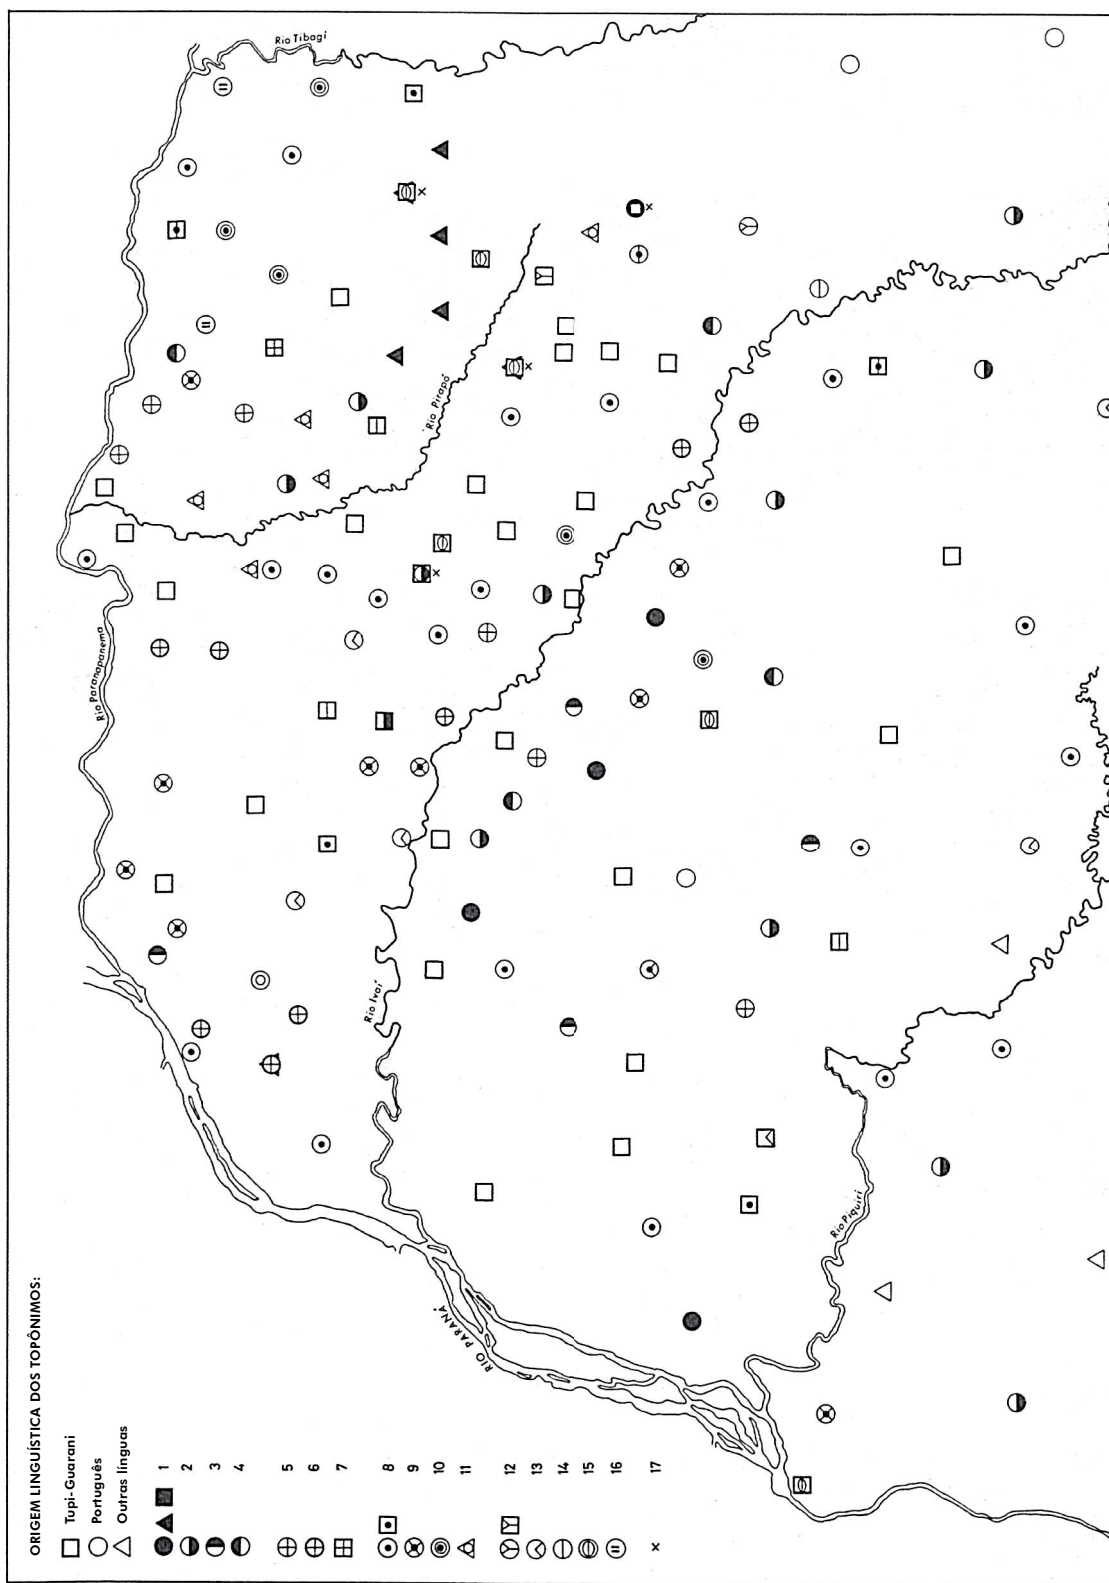 ORIGEM LINGUÍSTICA DOS TOPÔNIMOS:
Tupi-Guarani
Português
Outras línguas
1
2
3
4
5
6
7
8
9
10
11
12
13
14
15
16
17
Rio Tibagi
Rio Paranapanema
Rio Pirapó
Rio Ivaí
RIO PARANÁ
Rio Piquiri